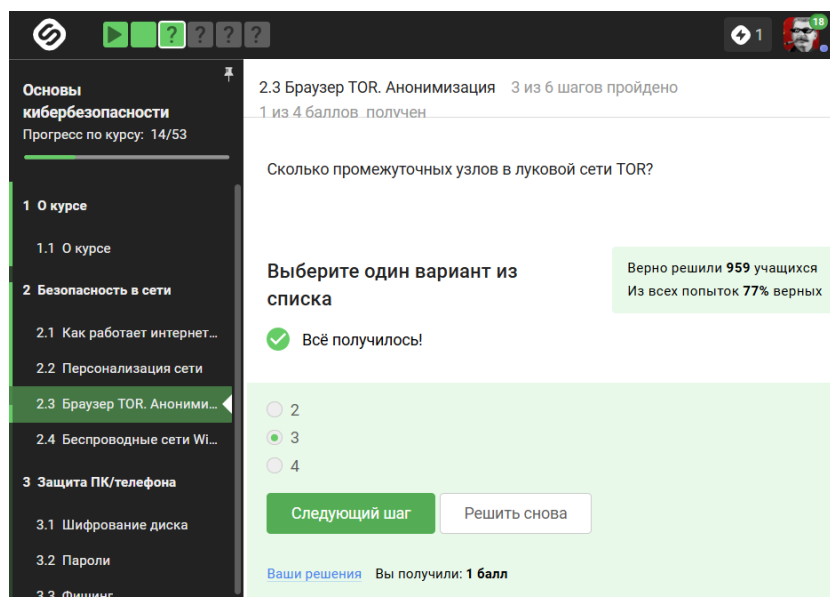 ? ? ? ?
1
18
Основы
кибербезопасности
Прогресс по курсу: 14/53
1 О курсе
1.1 О курсе
2 Безопасность в сети
2.1 Как работает интернет…
2.2 Персонализация сети
2.3 Браузер TOR. Аноними…
2.4 Беспроводные сети Wi…
3 Защита ПК/телефона
3.1 Шифрование диска
3.2 Пароли
3.3 Фишинг
2.3 Браузер TOR. Анонимизация 3 из 6 шагов пройдено
1 из 4 баллов получен
Сколько промежуточных узлов в луковой сети TOR?
Выберите один вариант из
списка
Верно решили 959 учащихся
Из всех попыток 77% верных
Всё получилось!
2
3
4
Следующий шаг Решить снова
Ваши решения Вы получили: 1 балл